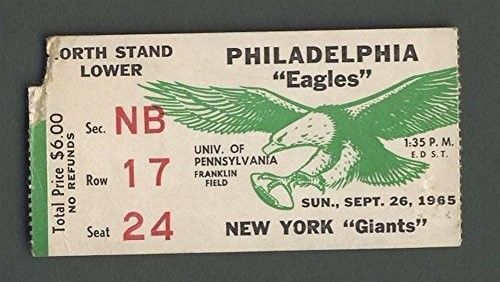 ORTH STAND
LOWER
Sec. NB
Row 17
Seat 24
Total Price $6.00
NO REFUNDS
PHILADELPHIA
"Eagles"
UNIV. OF
PENNSYLVANIA
FRANKLIN
FIELD
1:35 P. M.
E.D.S.T.
SUN., SEPT. 26, 1965
NEW YORK "Giants"